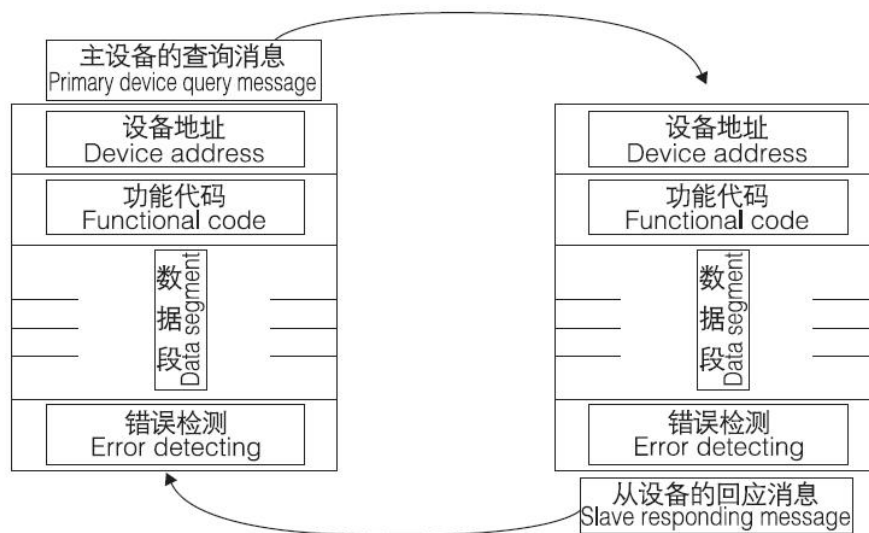 主设备的查询消息
Primary device query message
设备地址
Device address
功能代码
Functional code
数据段
Data segment
错误检测
Error detecting
设备地址
Device address
功能代码
Functional code
数据段
Data segment
错误检测
Error detecting
从设备的回应消息
Slave responding message